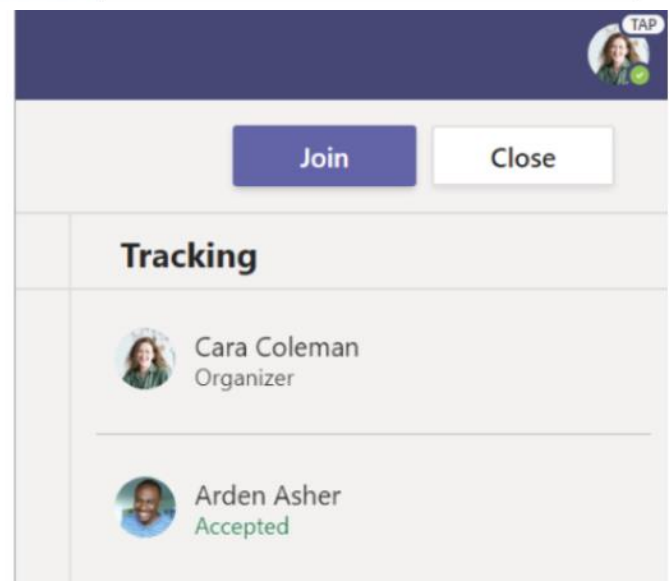 TAP
Join
Close
Tracking
Cara Coleman
Organizer
Arden Asher
Accepted